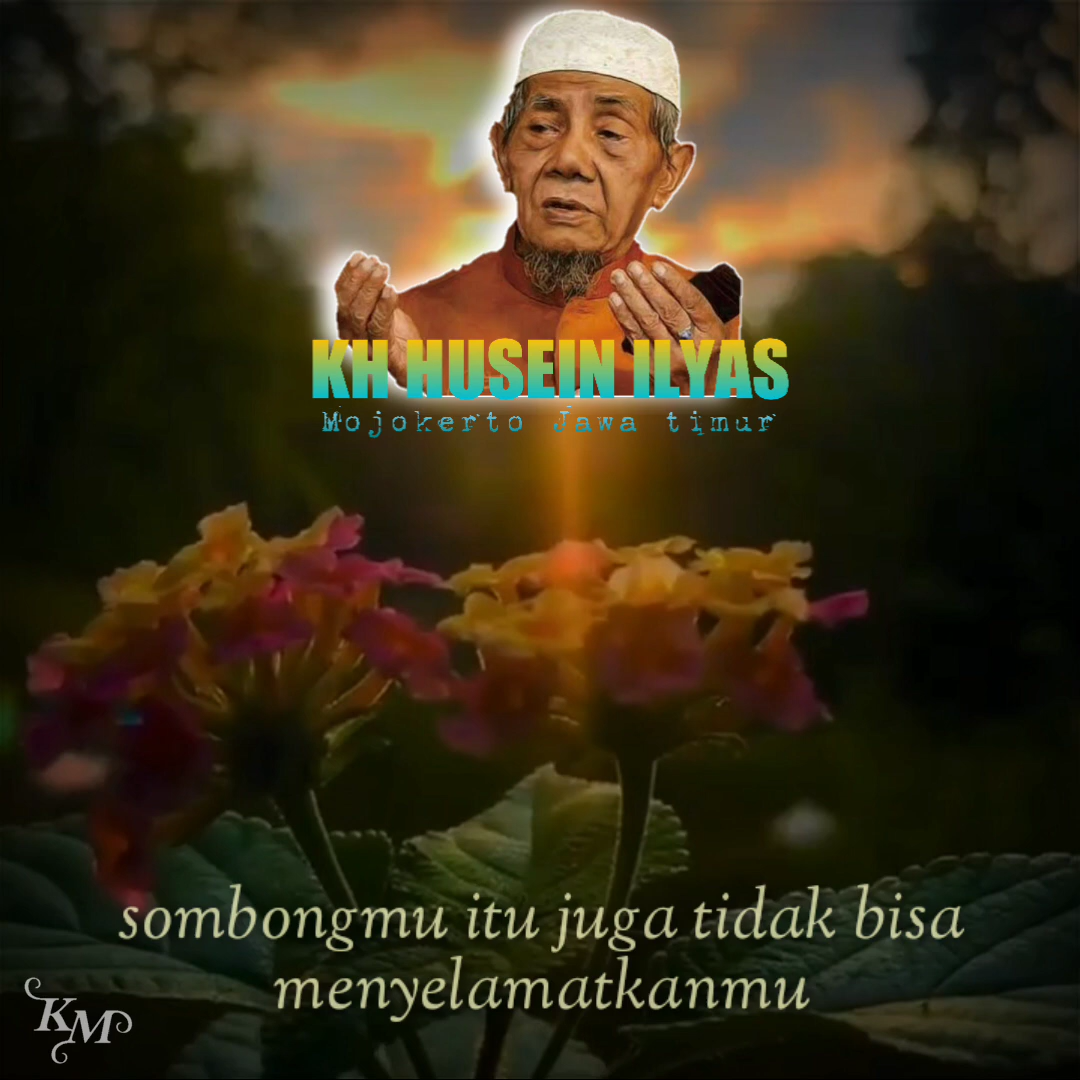 KH HUSEIN ILYAS
Mojokerto Jawa timur
sombongmu itu juga tidak bisa
menyelamatkanmu
KM